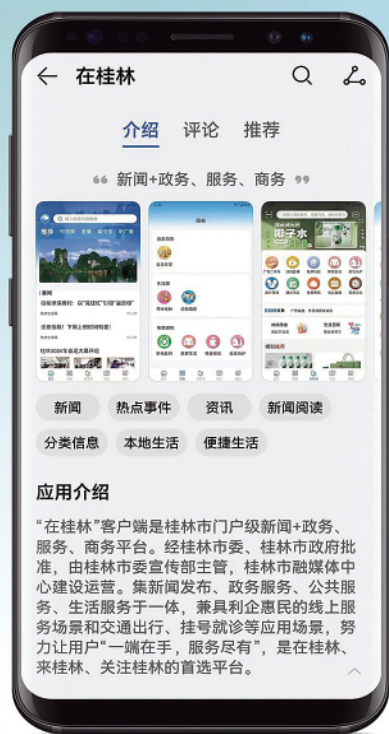 在桂林
介绍 评论 推荐
“ 新闻+政务、服务、商务 ”
椰子水
新闻 热点事件 资讯 新闻阅读
分类信息 本地生活 便捷生活
应用介绍
“在桂林”客户端是桂林市门户级新闻+政务、
服务、商务平台。经桂林市委、桂林市政府批
准，由桂林市委宣传部主管，桂林市融媒体中
心建设运营。集新闻发布、政务服务、公共服
务、生活服务于一体，兼具利企惠民的线上服
务场景和交通出行、挂号就诊等应用场景，努
力让用户“一端在手，服务尽有”，是在桂林、
来桂林、关注桂林的首选平台。